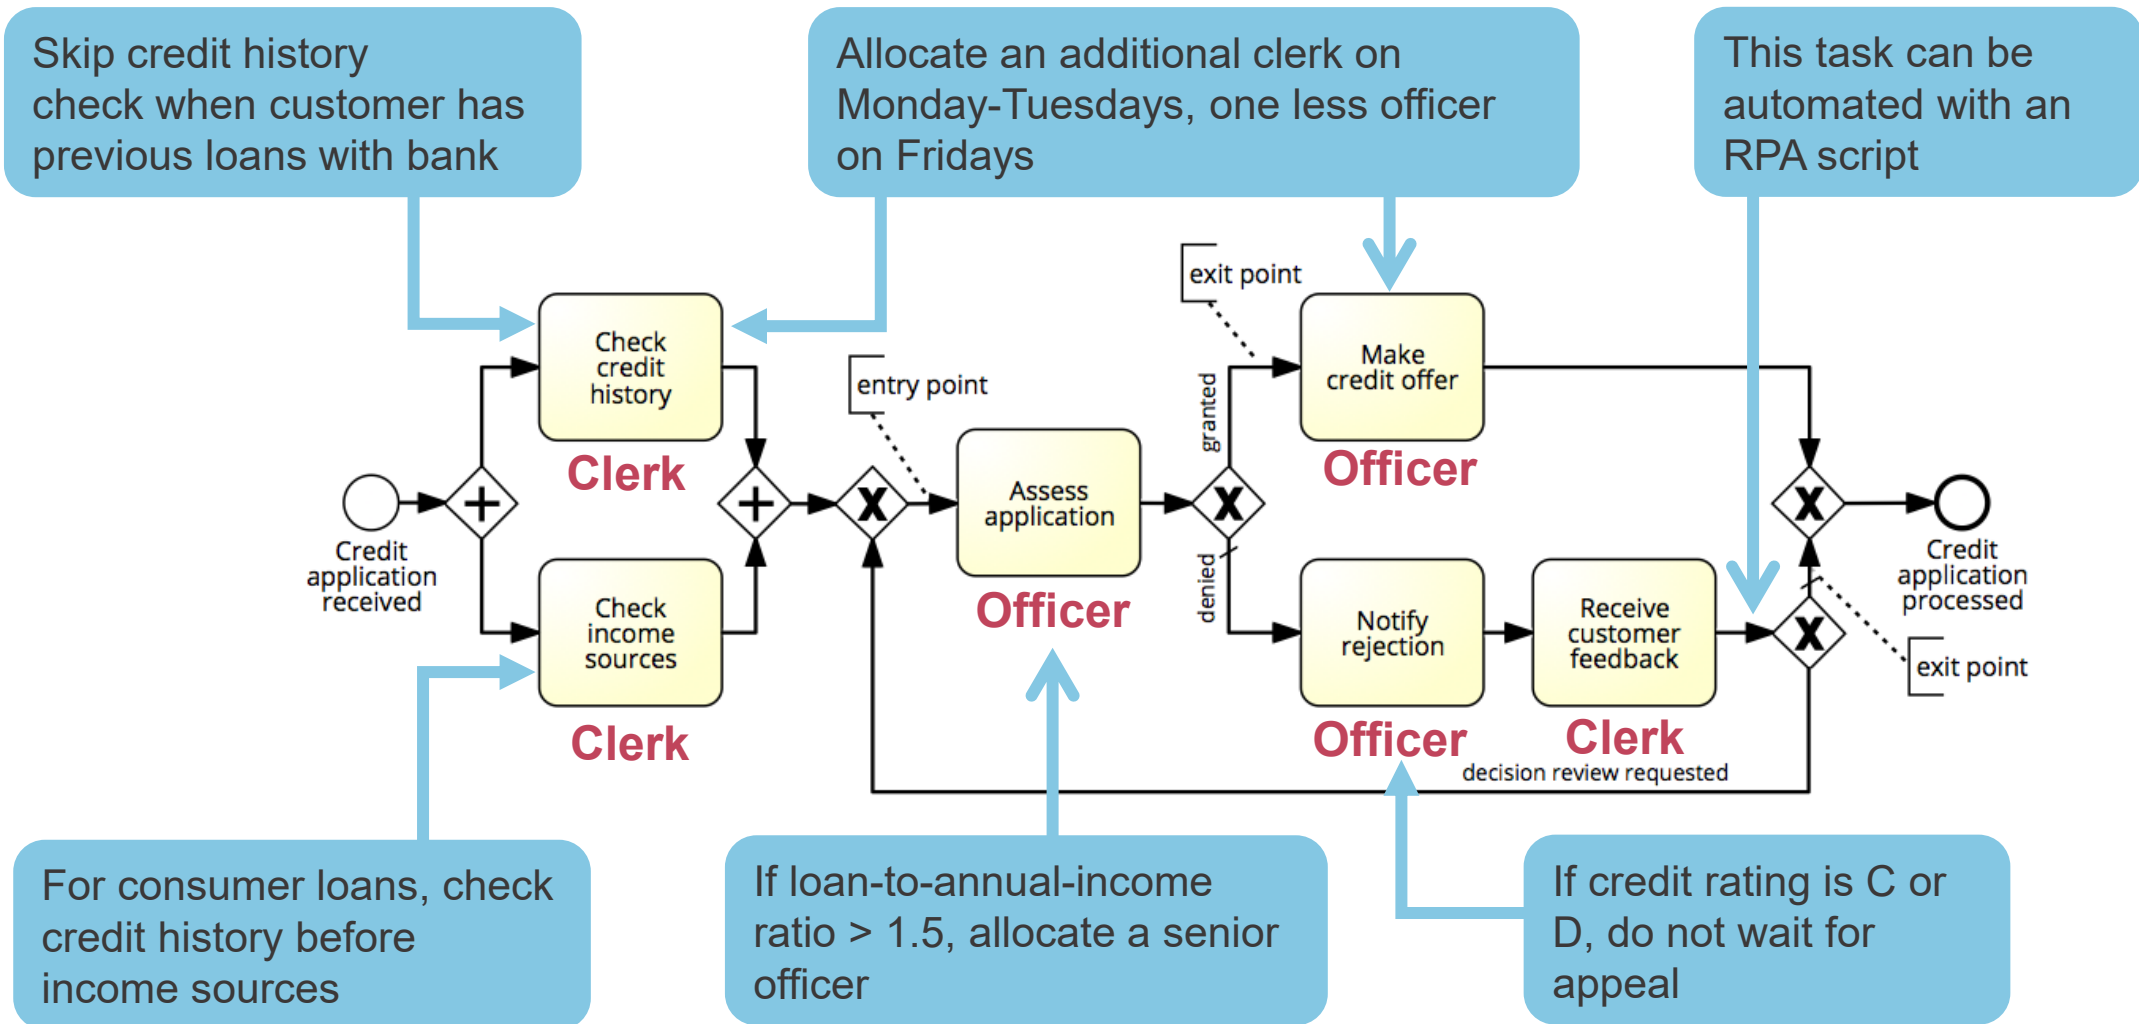 Skip credit history
check when customer has
previous loans with bank
Allocate an additional clerk on
Monday-Tuesdays, one less officer
on Fridays
This task can be
automated with an
RPA script
exit point
Check
credit
history
Clerk
entry point
Make
credit offer
Officer
granted
Credit
application
received
Assess
application
Officer
denied
Credit
application
processed
Check
income
sources
Clerk
Notify
rejection
Officer
Receive
customer
feedback
Clerk
exit point
decision review requested
For consumer loans, check
credit history before
income sources
If loan-to-annual-income
ratio > 1.5, allocate a senior
officer
If credit rating is C or
D, do not wait for
appeal